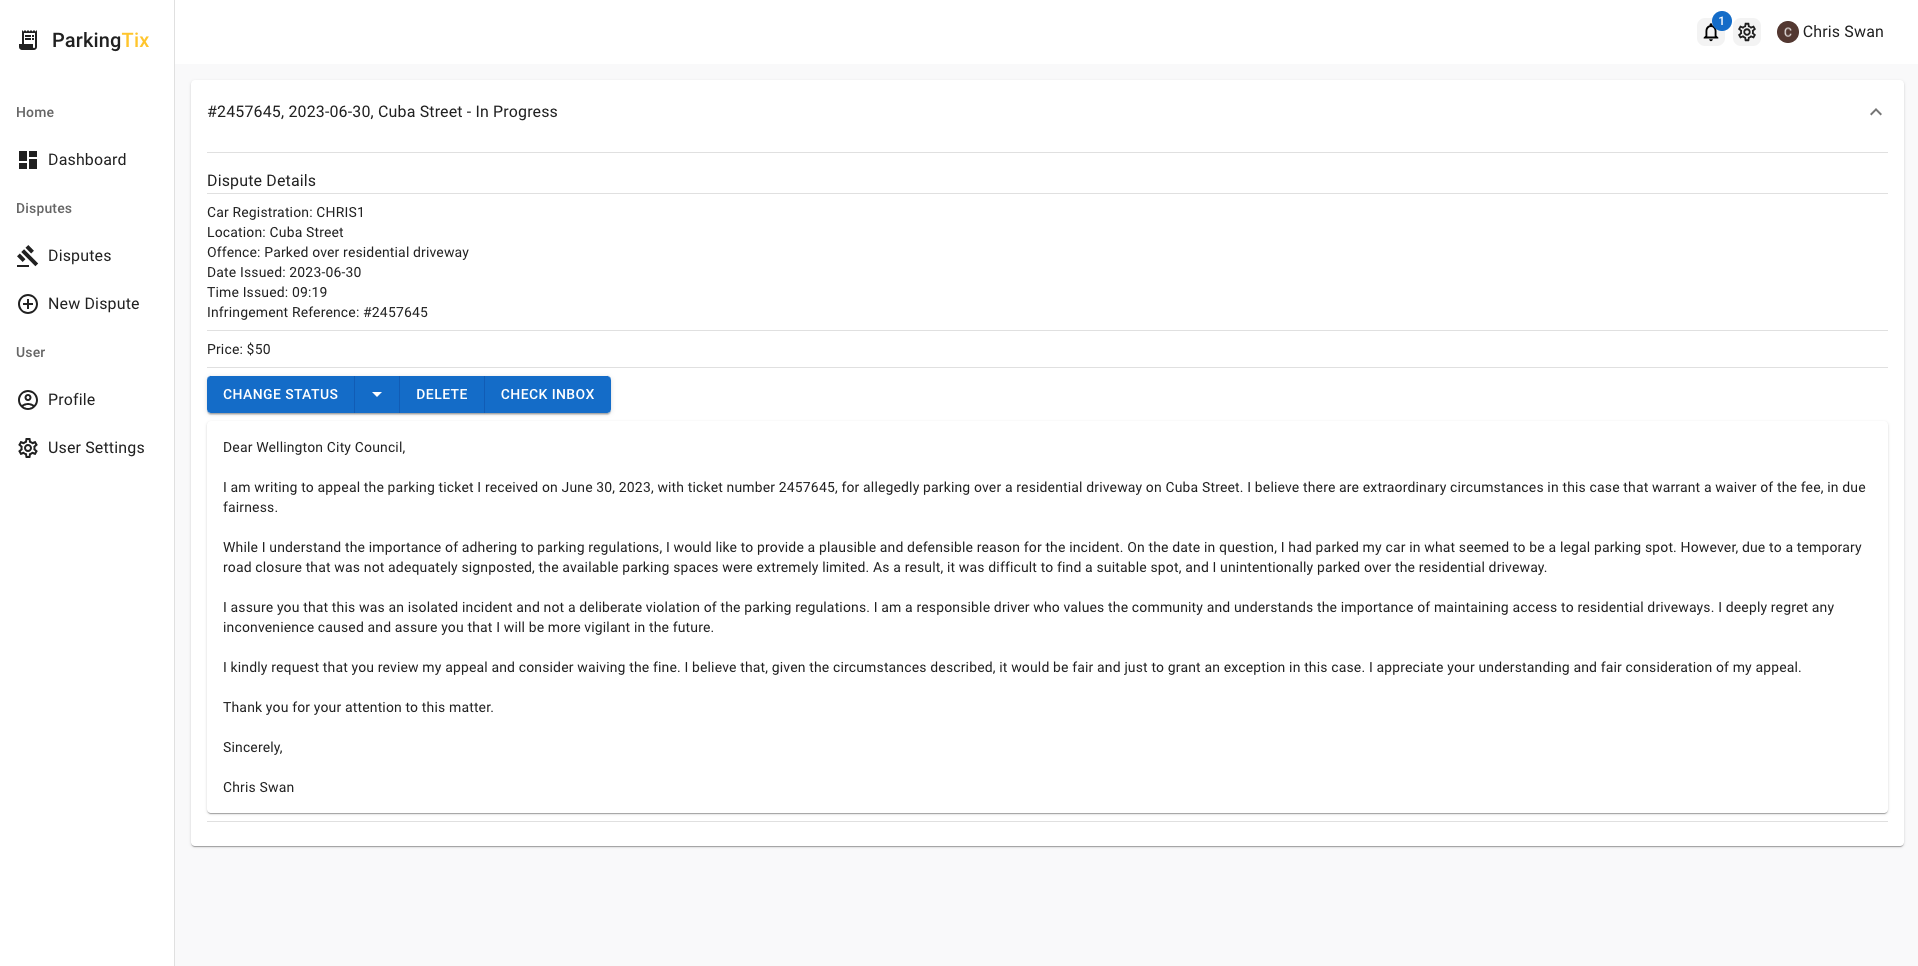 ParkingTix
1
C Chris Swan
Home
Dashboard
Disputes
Disputes
New Dispute
User
Profile
User Settings
#2457645, 2023-06-30, Cuba Street - In Progress
Dispute Details
Car Registration: CHRIS1
Location: Cuba Street
Offence: Parked over residential driveway
Date Issued: 2023-06-30
Time Issued: 09:19
Infringement Reference: #2457645
Price: $50
CHANGE STATUS DELETE CHECK INBOX
Dear Wellington City Council,
I am writing to appeal the parking ticket I received on June 30, 2023, with ticket number 2457645, for allegedly parking over a residential driveway on Cuba Street. I believe there are extraordinary circumstances in this case that warrant a waiver of the fee, in due
fairness.
While I understand the importance of adhering to parking regulations, I would like to provide a plausible and defensible reason for the incident. On the date in question, I had parked my car in what seemed to be a legal parking spot. However, due to a temporary
road closure that was not adequately signposted, the available parking spaces were extremely limited. As a result, it was difficult to find a suitable spot, and I unintentionally parked over the residential driveway.
I assure you that this was an isolated incident and not a deliberate violation of the parking regulations. I am a responsible driver who values the community and understands the importance of maintaining access to residential driveways. I deeply regret any
inconvenience caused and assure you that I will be more vigilant in the future.
I kindly request that you review my appeal and consider waiving the fine. I believe that, given the circumstances described, it would be fair and just to grant an exception in this case. I appreciate your understanding and fair consideration of my appeal.
Thank you for your attention to this matter.
Sincerely,
Chris Swan